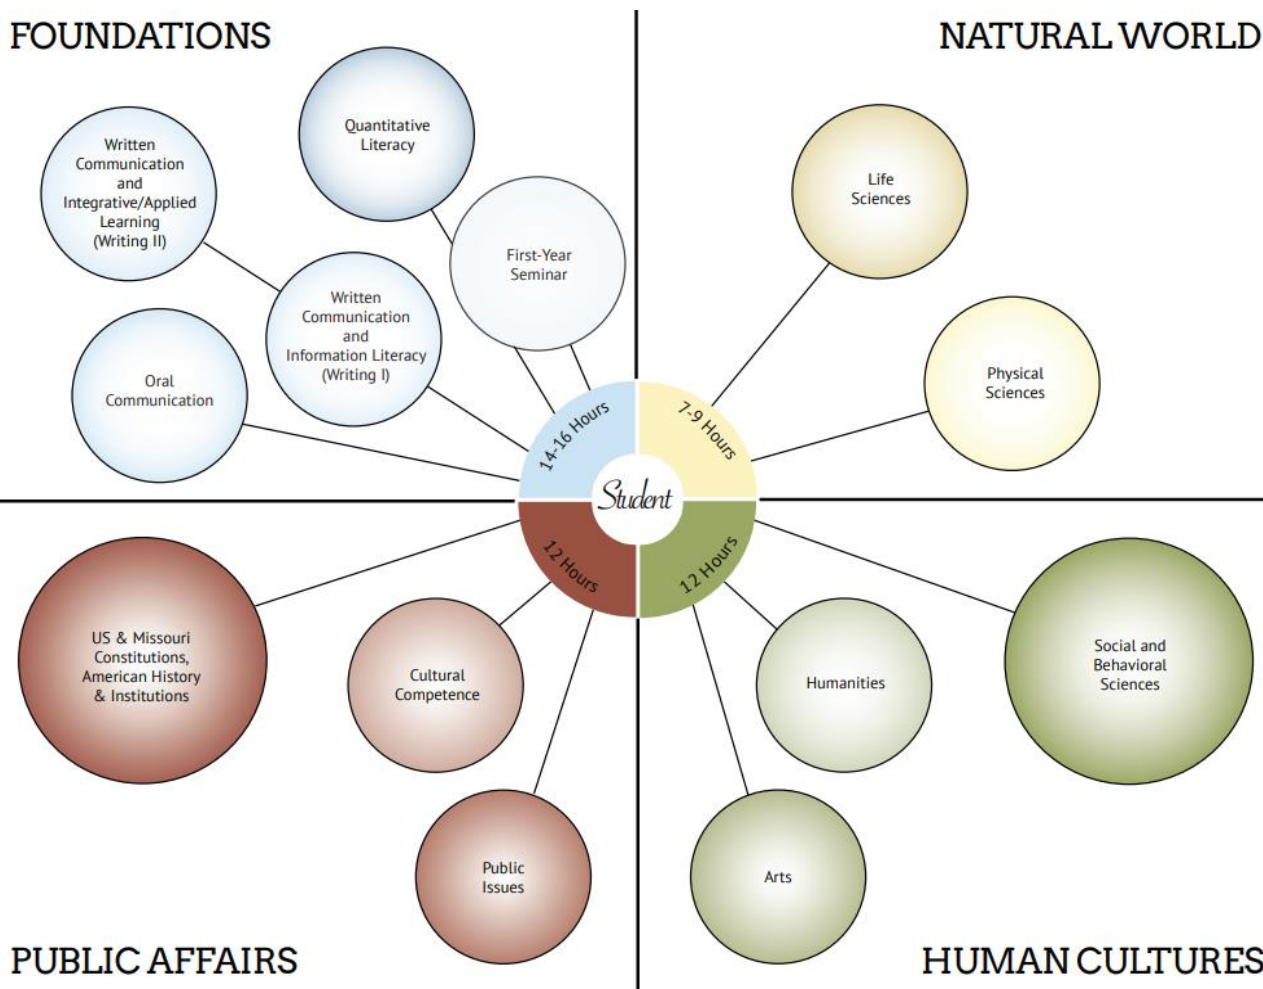 FOUNDATIONS
NATURAL WORLD
Quantitative
Literacy
Written
Communication
and
Integrative/Applied
Learning
(Writing II)
First-Year
Seminar
Written
Communication
and
Information Literacy
(Writing I)
Oral
Communication
Life
Sciences
Physical
Sciences
14-16 Hours
7-9 Hours
Student
12 Hours
12 Hours
US & Missouri
Constitutions,
American History
& Institutions
Cultural
Competence
Public
Issues
Humanities
Social and
Behavioral
Sciences
Arts
PUBLIC AFFAIRS
HUMAN CULTURES